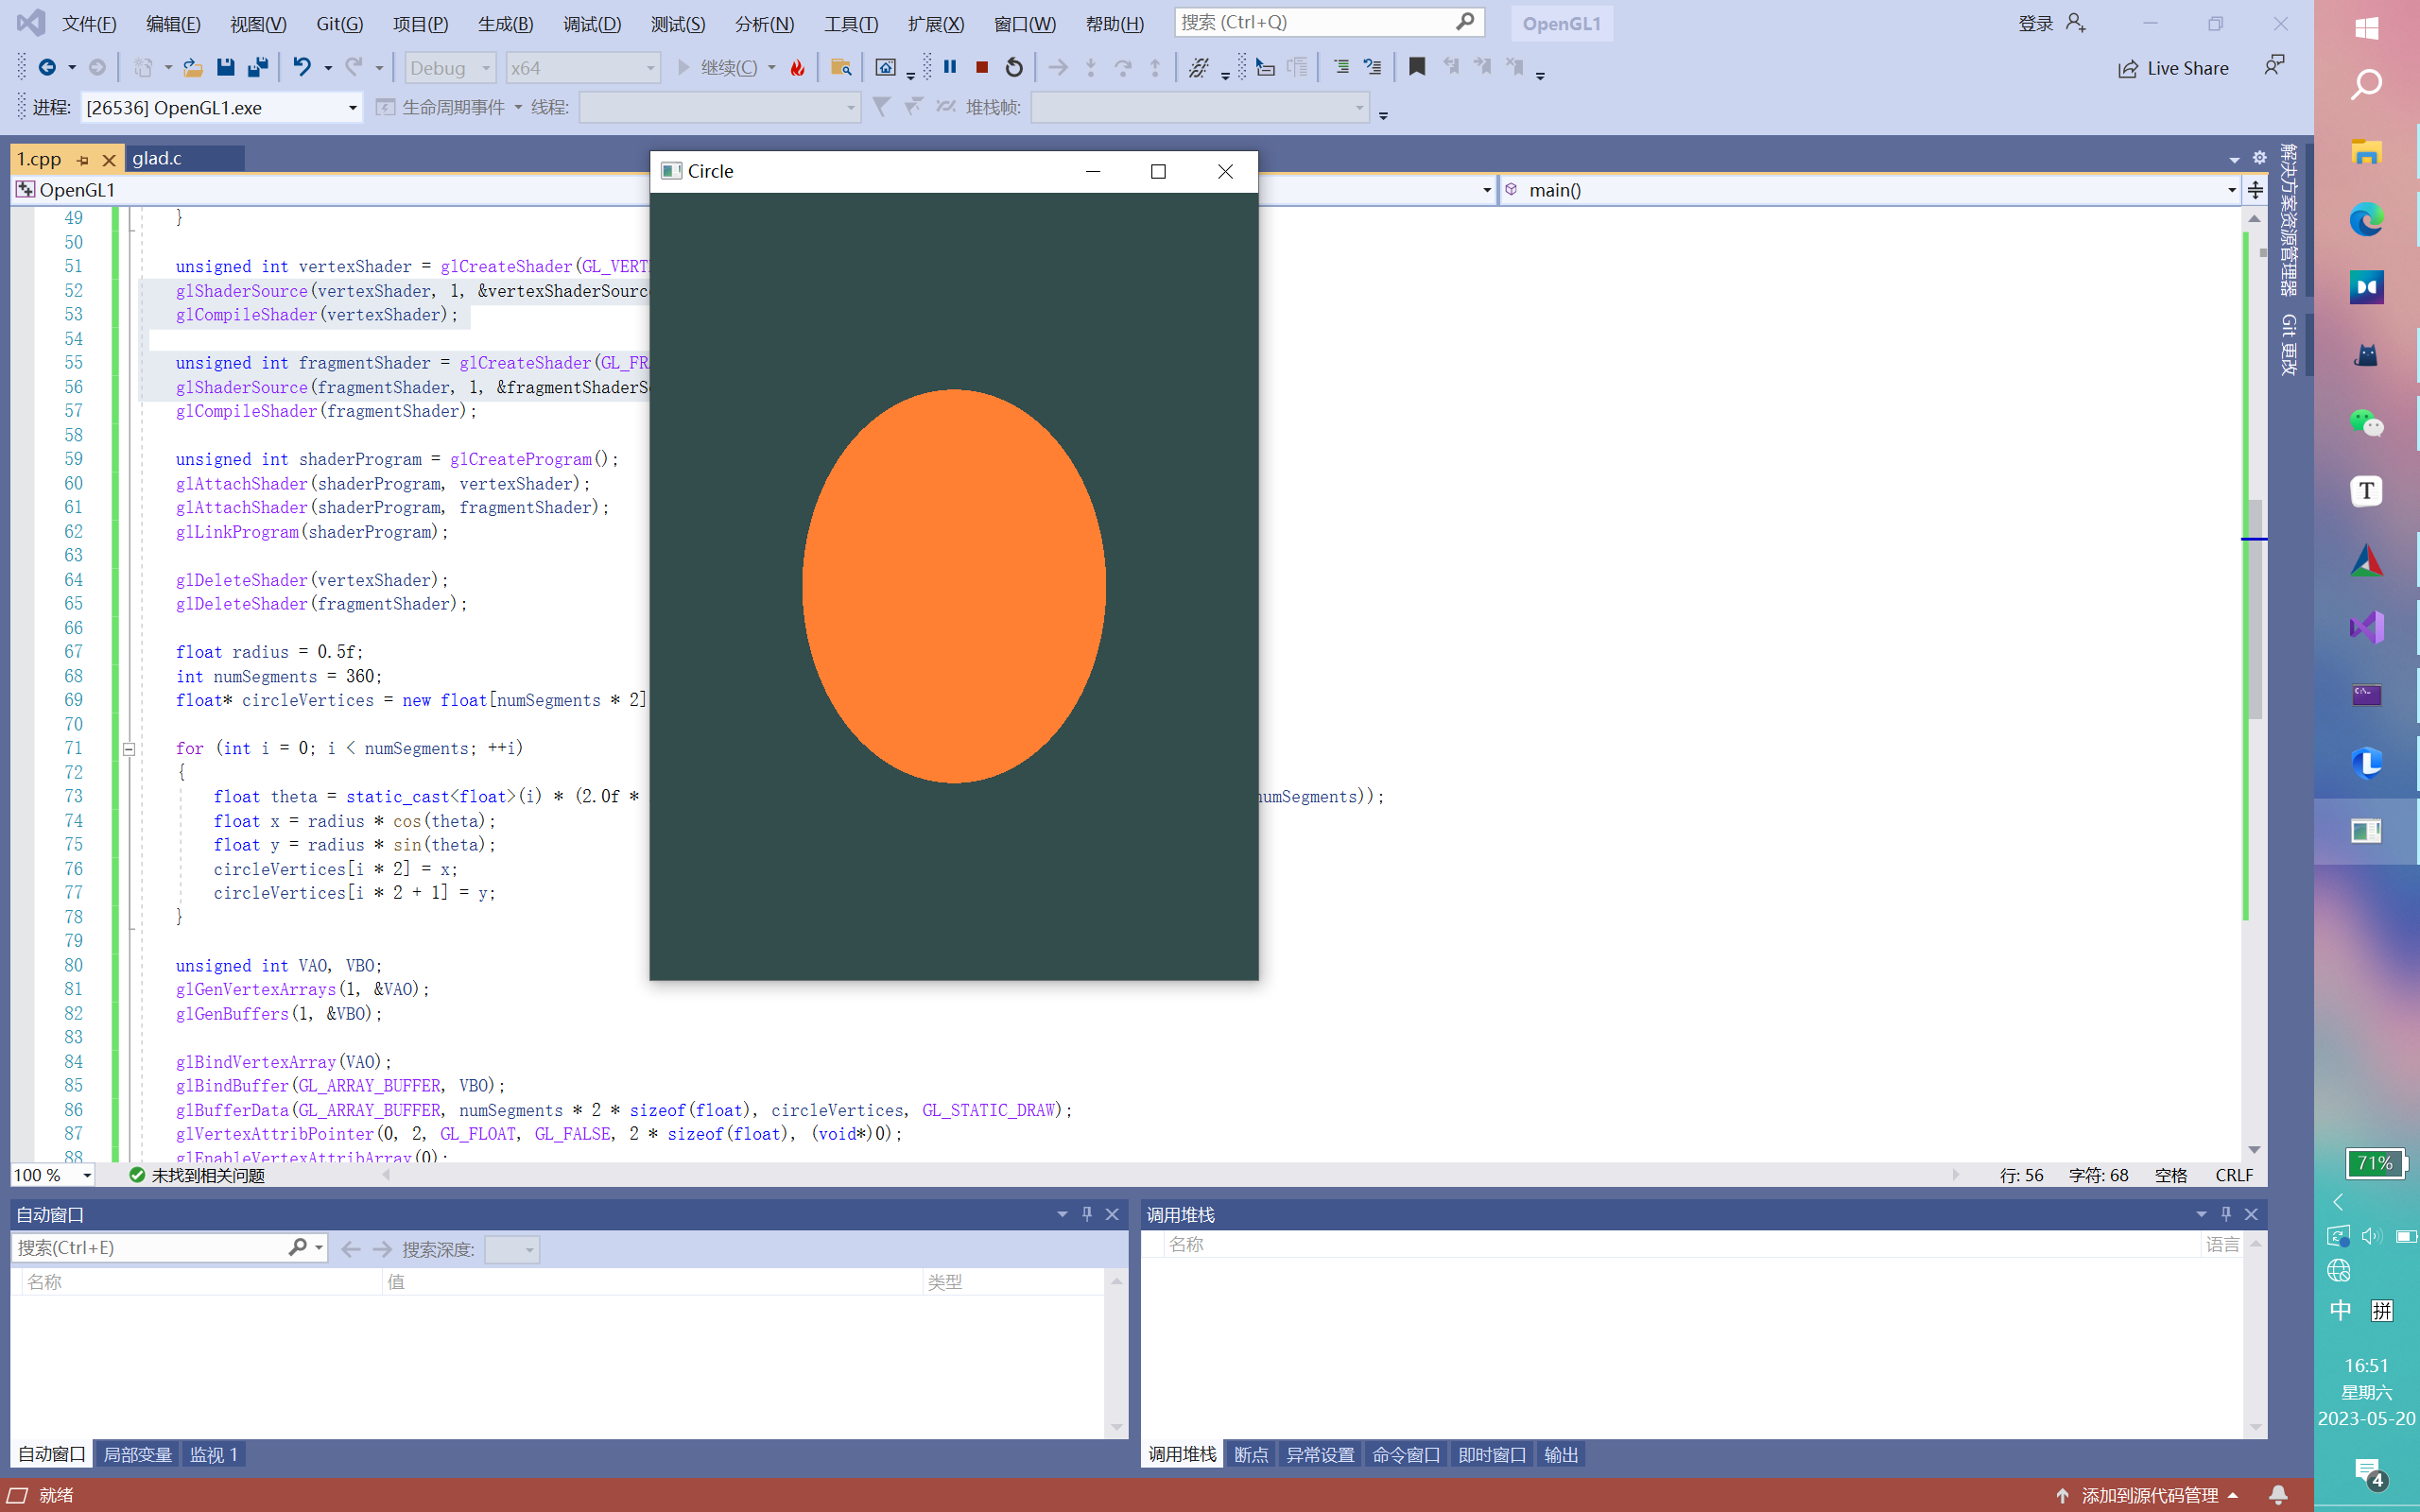 文件(F) 编辑(E) 视图(V) Git(G) 项目(P) 生成(B) 调试(D) 测试(S) 分析(N) 工具(T) 扩展(X) 窗口(W) 帮助(H) 搜索 (Ctrl+Q) OpenGL1 登录
Debug x64 继续(C) Live Share
进程: [26536] OpenGL1.exe 生命周期事件 线程: 堆栈帧:
1.cpp glad.c
OpenGL1 main()
Circle
49 }
50
51 unsigned int vertexShader = glCreateShader(GL_VERT
52 glShaderSource(vertexShader, 1, &vertexShaderSourc
53 glCompileShader(vertexShader);
54
55 unsigned int fragmentShader = glCreateShader(GL_FR
56 glShaderSource(fragmentShader, 1, &fragmentShaderS
57 glCompileShader(fragmentShader);
58
59 unsigned int shaderProgram = glCreateProgram();
60 glAttachShader(shaderProgram, vertexShader);
61 glAttachShader(shaderProgram, fragmentShader);
62 glLinkProgram(shaderProgram);
63
64 glDeleteShader(vertexShader);
65 glDeleteShader(fragmentShader);
66
67 float radius = 0.5f;
68 int numSegments = 360;
69 float* circleVertices = new float[numSegments * 2]
70
71 for (int i = 0; i < numSegments; ++i)
72 {
73 float theta = static_cast<float>(i) * (2.0f * numSegments));
74 float x = radius * cos(theta);
75 float y = radius * sin(theta);
76 circleVertices[i * 2] = x;
77 circleVertices[i * 2 + 1] = y;
78 }
79
80 unsigned int VAO, VBO;
81 glGenVertexArrays(1, &VAO);
82 glGenBuffers(1, &VBO);
83
84 glBindVertexArray(VAO);
85 glBindBuffer(GL_ARRAY_BUFFER, VBO);
86 glBufferData(GL_ARRAY_BUFFER, numSegments * 2 * sizeof(float), circleVertices, GL_STATIC_DRAW);
87 glVertexAttribPointer(0, 2, GL_FLOAT, GL_FALSE, 2 * sizeof(float), (void*)0);
88 glEnableVertexAttribArray(0);
100 % 未找到相关问题 行: 56 字符: 68 空格 CRLF
解决方案资源管理器
Git 更改
自动窗口
搜索(Ctrl+E) 搜索深度:
名称 值 类型
自动窗口 局部变量 监视 1
调用堆栈
名称 语言
调用堆栈 断点 异常设置 命令窗口 即时窗口 输出
就绪 添加到源代码管理
T
C:\_
L
71%
中 拼
16:51
星期六
2023-05-20
4